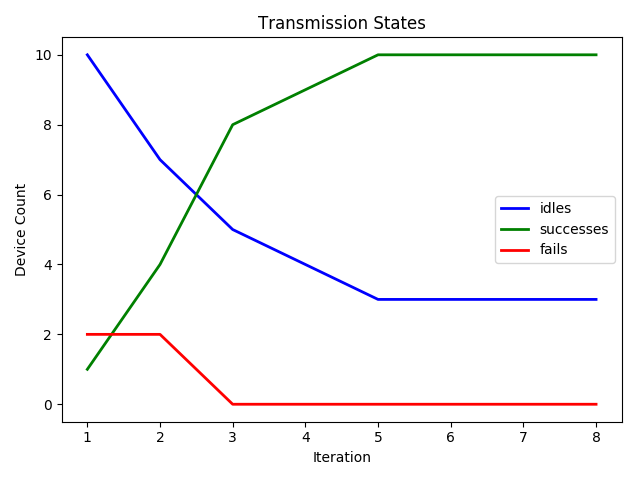 Transmission States
Device Count
10
8
6
4
2
0
idles
successes
fails
1 2 3 4 5 6 7 8
Iteration